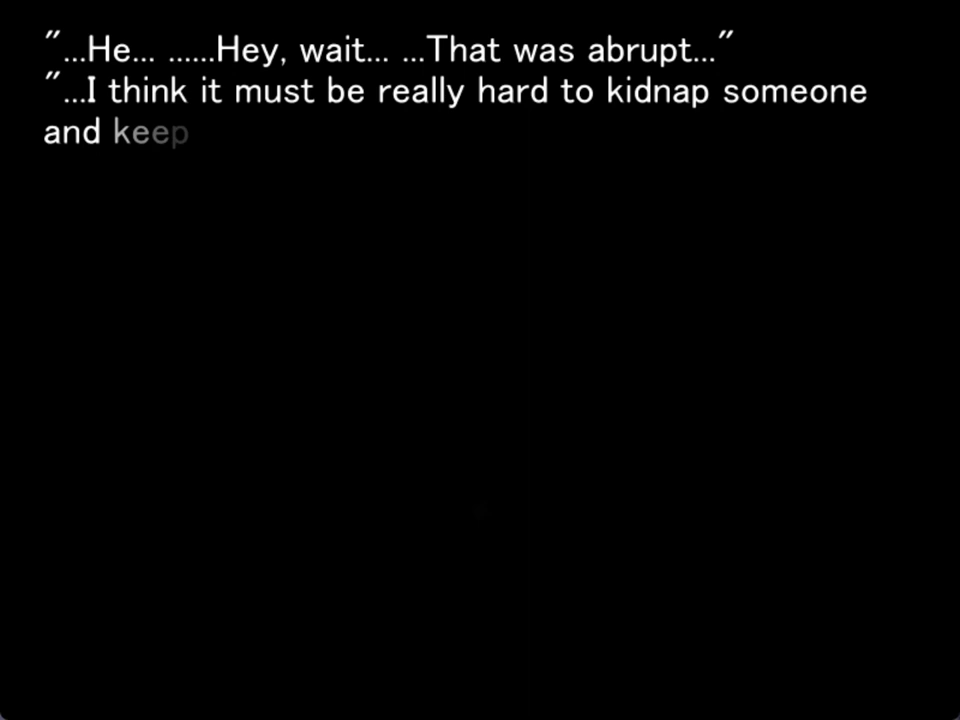 "...He... ......Hey, wait... ...That was abrupt..."
"...I think it must be really hard to kidnap someone
and keep